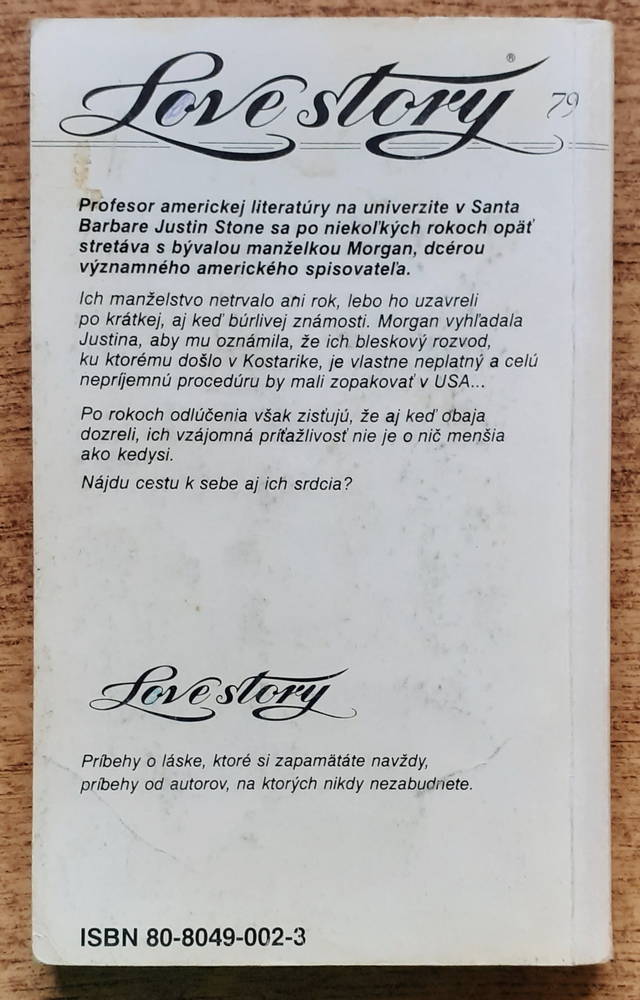 Love story ® 79
Profesor americkej literatúry na univerzite v Santa
Barbare Justin Stone sa po niekoľkých rokoch opäť
stretáva s bývalou manželkou Morgan, dcérou
významného amerického spisovateľa.
Ich manželstvo netrvalo ani rok, lebo ho uzavreli
po krátkej, aj keď búrlivej známosti. Morgan vyhľadala
Justina, aby mu oznámila, že ich bleskový rozvod,
ku ktorému došlo v Kostarike, je vlastne neplatný a celú
nepríjemnú procedúru by mali zopakovať v USA...
Po rokoch odlúčenia však zisťujú, že aj keď obaja
dozreli, ich vzájomná príťažlivosť nie je o nič menšia
ako kedysi.
Nájdu cestu k sebe aj ich srdcia?
Love story
Príbehy o láske, ktoré si zapamätáte navždy,
príbehy od autorov, na ktorých nikdy nezabudnete.
ISBN 80-8049-002-3